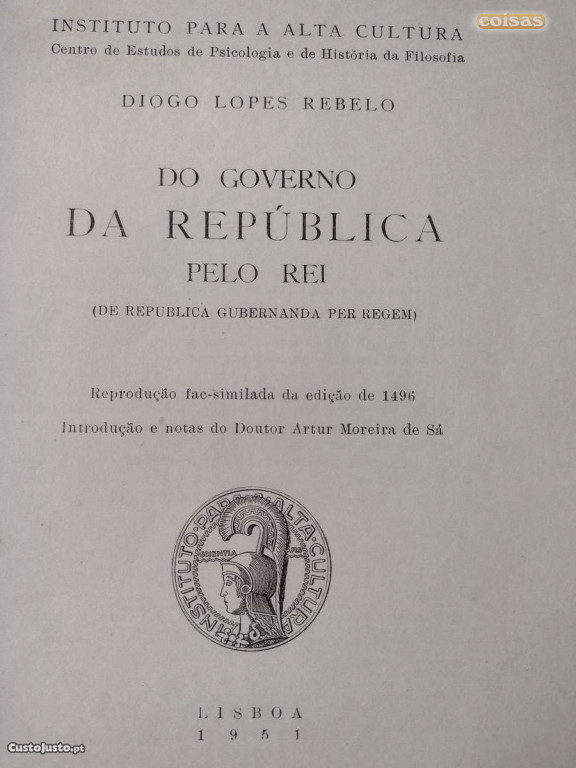 INSTITUTO PARA A ALTA CULTURA
coisas
Centro de Estudos de Psicologia e de História da Filosofia
DIOGO LOPES REBELO
DO GOVERNO
DA REPÚBLICA
PELO REI
(DE REPUBLICA GUBERNANDA PER REGEM)
Reprodução fac-similada da edição de 1496
Introdução e notas do Doutor Artur Moreira de Sá
INSTITUTO·PARA·A·ALTA·CULTURA
LISBOA
1951
CustoJusto.pt